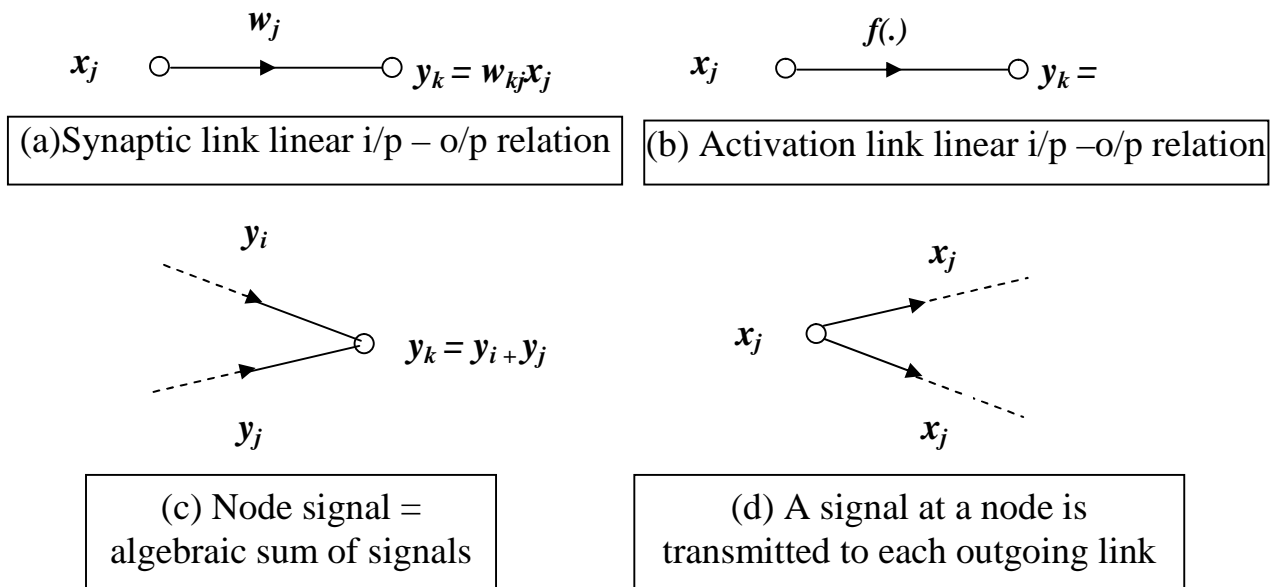 w_j
x_j y_k = w_kj x_j
(a)Synaptic link linear i/p – o/p relation
f(.)
x_j y_k =
(b) Activation link linear i/p –o/p relation
y_i
y_k = y_i + y_j
y_j
(c) Node signal =
algebraic sum of signals
x_j
x_j
x_j
(d) A signal at a node is
transmitted to each outgoing link